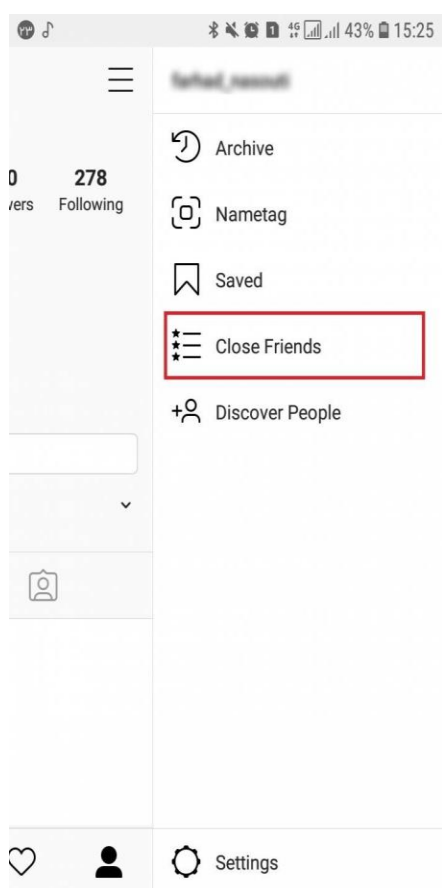 43% 15:25
Archive
0 278
vers Following
Nametag
Saved
Close Friends
+ Discover People
Settings